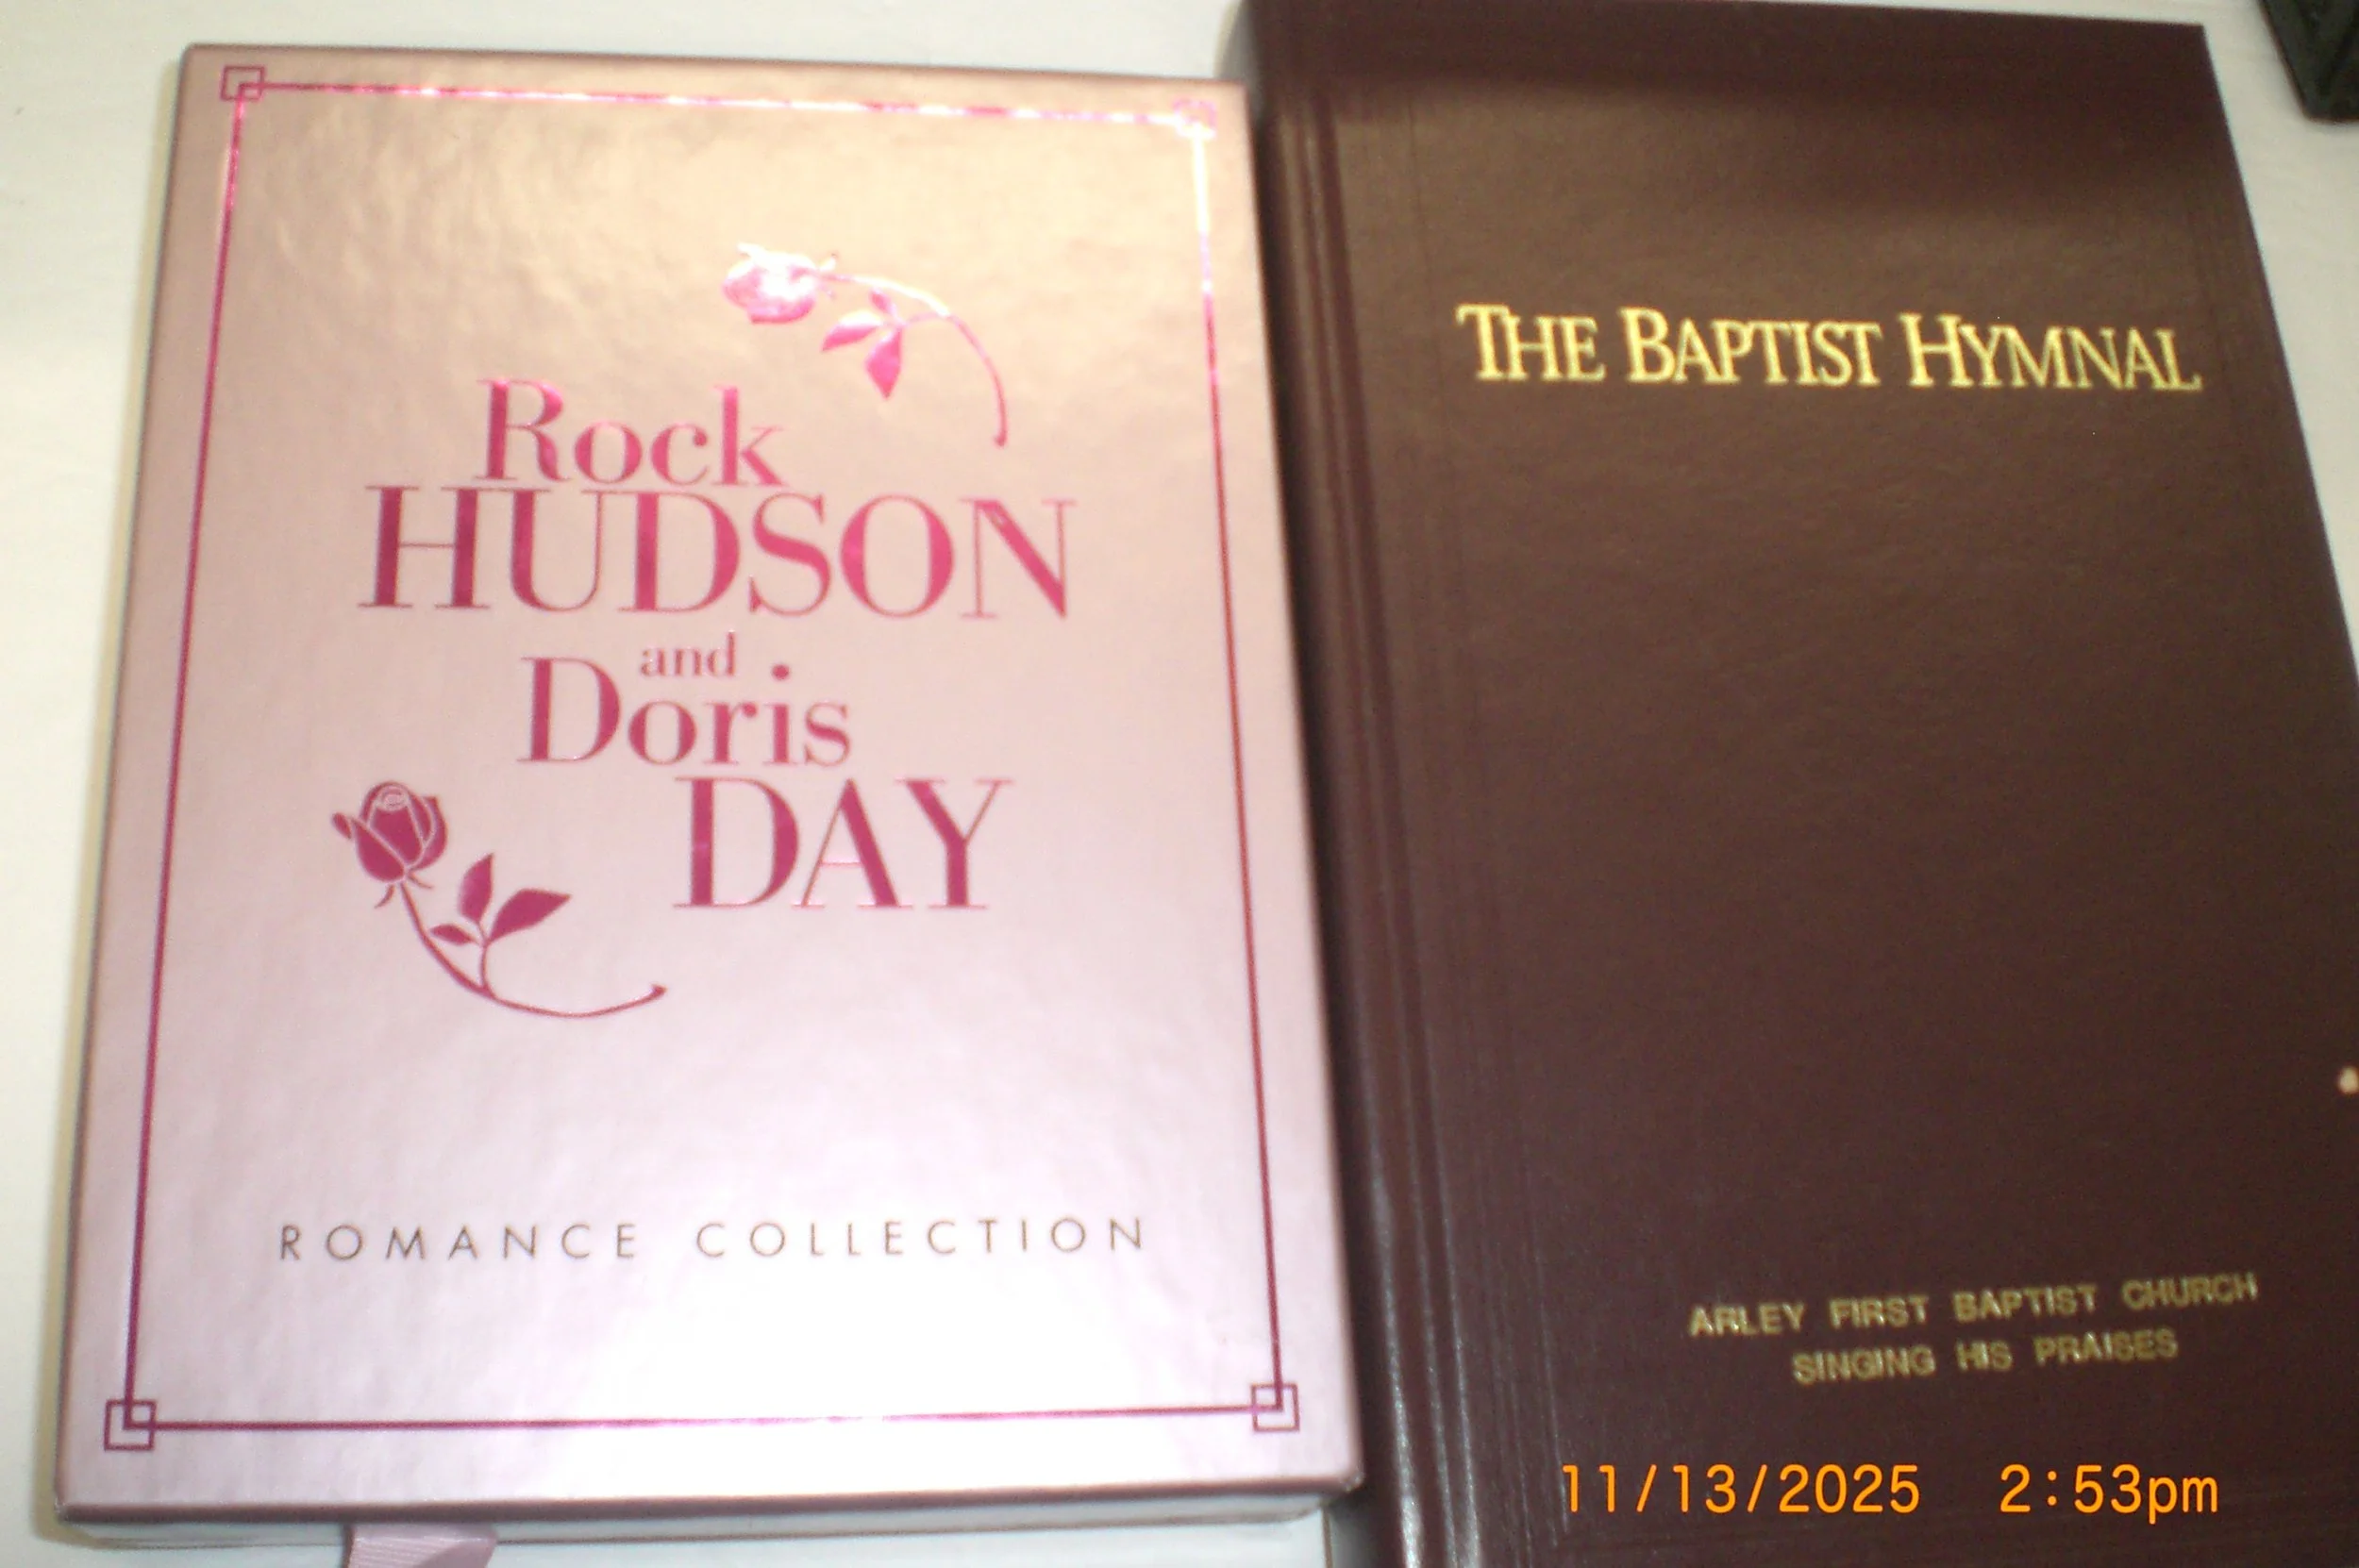 Rock
HUDSON
and
Doris
DAY
ROMANCE COLLECTION
THE BAPTIST HYMNAL
ARLEY FIRST BAPTIST CHURCH
SINGING HIS PRAISES
11/13/2025 2:53pm